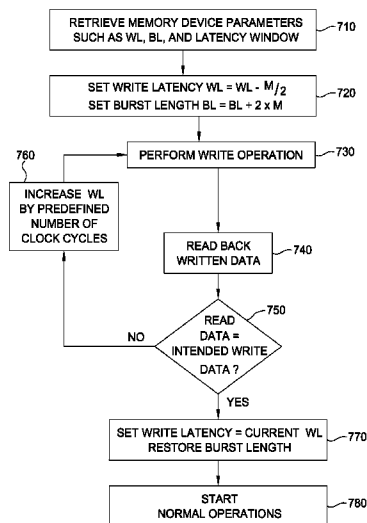 RETRIEVE MEMORY DEVICE PARAMETERS
SUCH AS WL, BL, AND LATENCY WINDOW
710
SET WRITE LATENCY WL = WL - M/2
SET BURST LENGTH BL = BL + 2 x M
720
760
PERFORM WRITE OPERATION
730
INCREASE WL
BY PREDEFINED
NUMBER OF
CLOCK CYCLES
READ BACK
WRITTEN DATA
740
750
READ
DATA =
INTENDED WRITE
DATA ?
NO
YES
SET WRITE LATENCY = CURRENT WL
RESTORE BURST LENGTH
770
START
NORMAL OPERATIONS
780